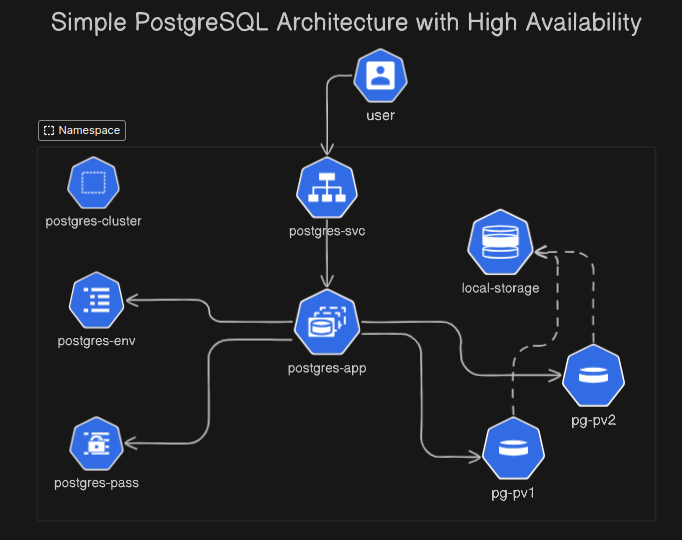 Simple PostgreSQL Architecture with High Availability
user
Namespace
postgres-cluster
postgres-svc
local-storage
postgres-env
postgres-app
pg-pv2
postgres-pass
pg-pv1